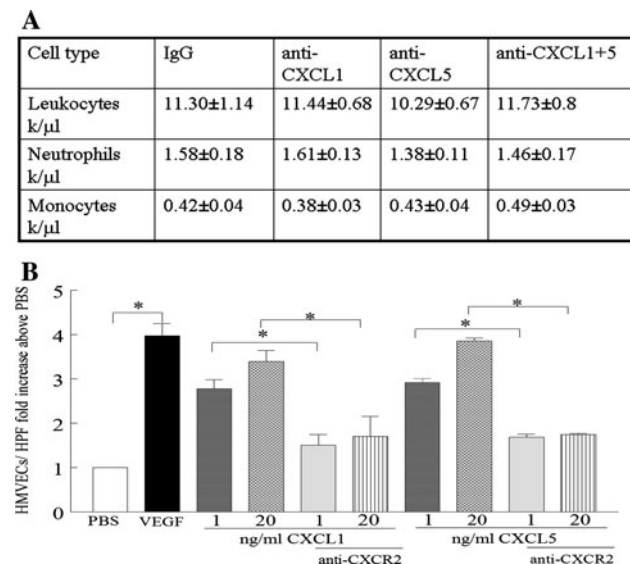 A
Cell type IgG anti-CXCL1 anti-CXCL5 anti-CXCL1+5
Leukocytes k/μl 11.30±1.14 11.44±0.68 10.29±0.67 11.73±0.8
Neutrophils k/μl 1.58±0.18 1.61±0.13 1.38±0.11 1.46±0.17
Monocytes k/μl 0.42±0.04 0.38±0.03 0.43±0.04 0.49±0.03
B
HMVECs/ HPF fold increase above PBS
5
4
3
2
1
0
* * * * *
PBS VEGF 1 20 1 20 1 20 1 20
ng/ml CXCL1 ng/ml CXCL5
anti-CXCR2 anti-CXCR2